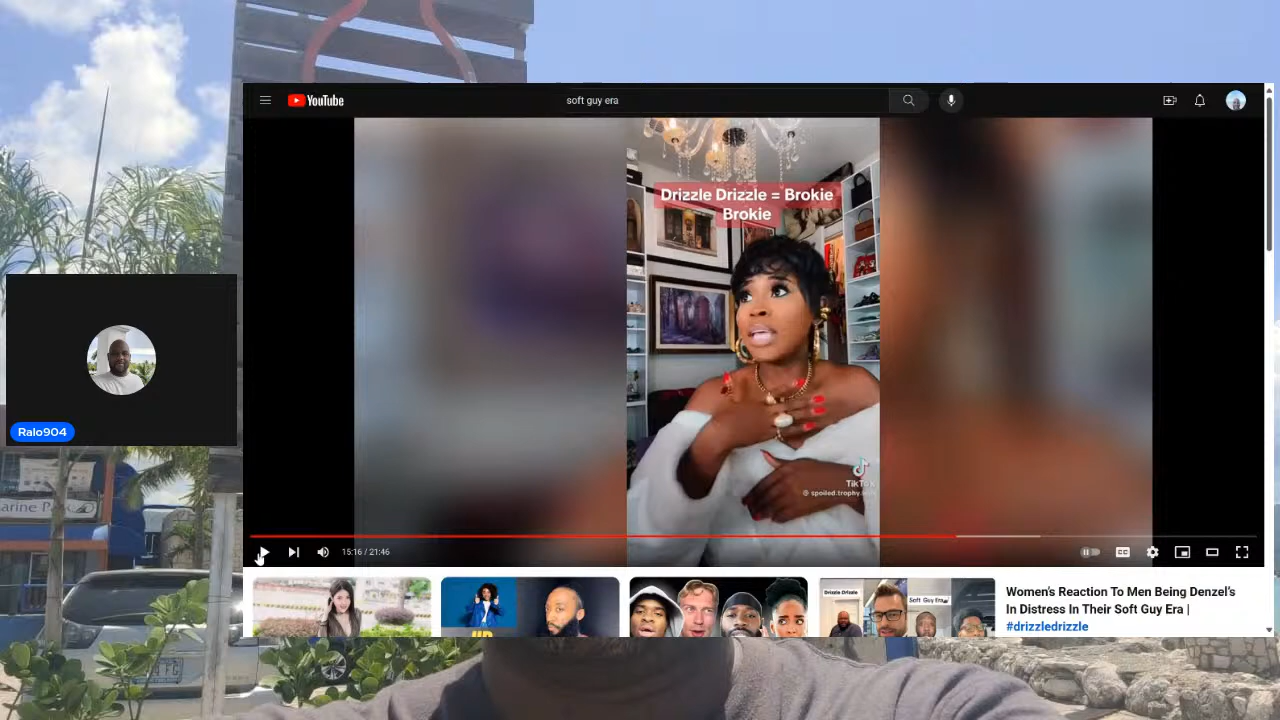 YouTube
soft guy era
Drizzle Drizzle = Brokie
Brokie
TikTok
Ralo904
15:16 / 21:46
CC
Drizzle Drizzle
Soft Guy Era
Women's Reaction To Men Being Denzel's
In Distress In Their Soft Guy Era |
#drizzledrizzle